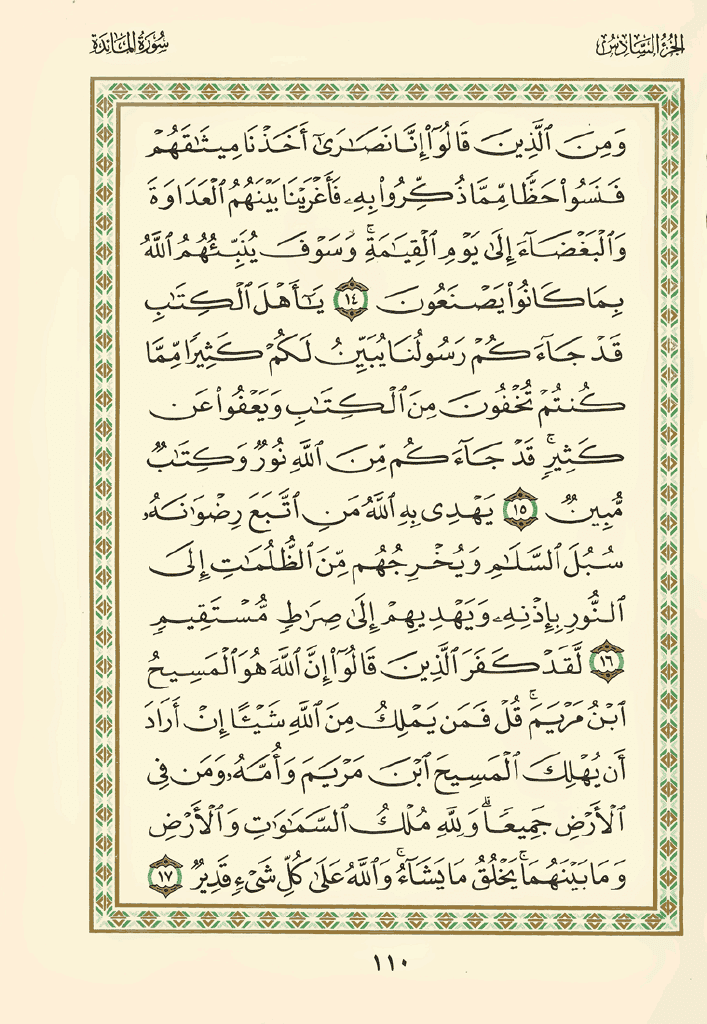 الجزء السادس
سورة المائدة
وَمِنَ ٱلَّذِينَ قَالُوٓا۟ إِنَّا نَصَـٰرَىٰٓ أَخَذْنَا مِيثَـٰقَهُمْ
فَنَسُوا۟ حَظًّا مِّمَّا ذُكِّرُوا۟ بِهِۦ فَأَغْرَيْنَا بَيْنَهُمُ ٱلْعَدَاوَةَ
وَٱلْبَغْضَآءَ إِلَىٰ يَوْمِ ٱلْقِيَـٰمَةِ ۚ وَسَوْفَ يُنَبِّئُهُمُ ٱللَّهُ
بِمَا كَانُوا۟ يَصْنَعُونَ ١٤ يَـٰٓأَهْلَ ٱلْكِتَـٰبِ
قَدْ جَآءَكُمْ رَسُولُنَا يُبَيِّنُ لَكُمْ كَثِيرًا مِّمَّا
كُنتُمْ تُخْفُونَ مِنَ ٱلْكِتَـٰبِ وَيَعْفُوا۟ عَن
كَثِيرٍ ۚ قَدْ جَآءَكُم مِّنَ ٱللَّهِ نُورٌ وَكِتَـٰبٌ
مُّبِينٌ ١٥ يَهْدِى بِهِ ٱللَّهُ مَنِ ٱتَّبَعَ رِضْوَٰنَهُۥ
سُبُلَ ٱلسَّلَـٰمِ وَيُخْرِجُهُم مِّنَ ٱلظُّلُمَـٰتِ إِلَى
ٱلنُّورِ بِإِذْنِهِۦ وَيَهْدِيهِمْ إِلَىٰ صِرَٰطٍ مُّسْتَقِيمٍ
١٦ لَّقَدْ كَفَرَ ٱلَّذِينَ قَالُوٓا۟ إِنَّ ٱللَّهَ هُوَ ٱلْمَسِيحُ
ٱبْنُ مَرْيَمَ ۚ قُلْ فَمَن يَمْلِكُ مِنَ ٱللَّهِ شَيْـًٔا إِنْ أَرَادَ
أَن يُهْلِكَ ٱلْمَسِيحَ ٱبْنَ مَرْيَمَ وَأُمَّهُۥ وَمَن فِى
ٱلْأَرْضِ جَمِيعًا ۗ وَلِلَّهِ مُلْكُ ٱلسَّمَـٰوَٰتِ وَٱلْأَرْضِ
وَمَا بَيْنَهُمَا ۚ يَخْلُقُ مَا يَشَآءُ ۚ وَٱللَّهُ عَلَىٰ كُلِّ شَىْءٍ قَدِيرٌ ١٧
١١٠